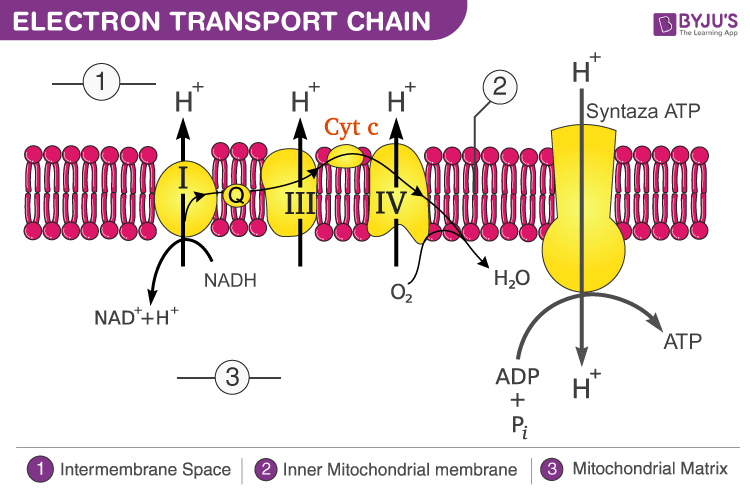 ELECTRON TRANSPORT CHAIN
BYJU'S
The Learning App
1
H+
H+
H+
2
H+
Cyt c
Syntaza ATP
I
Q
III
IV
NADH
NAD++H+
O2
H2O
ATP
3
ADP
+
Pi
H+
1 Intermembrane Space
2 Inner Mitochondrial membrane
3 Mitochondrial Matrix